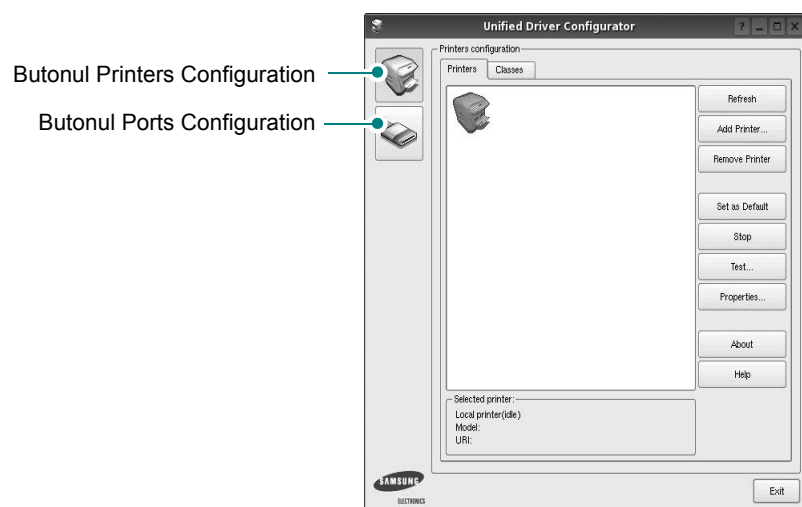 Unified Driver Configurator
?
Butonul Printers Configuration
Butonul Ports Configuration
Printers configuration
Printers
Classes
Refresh
Add Printer...
Remove Printer
Set as Default
Stop
Test...
Properties...
About
Help
Selected printer:
Local printer(idle)
Model:
URI:
SAMSUNG
ELECTRONICS
Exit